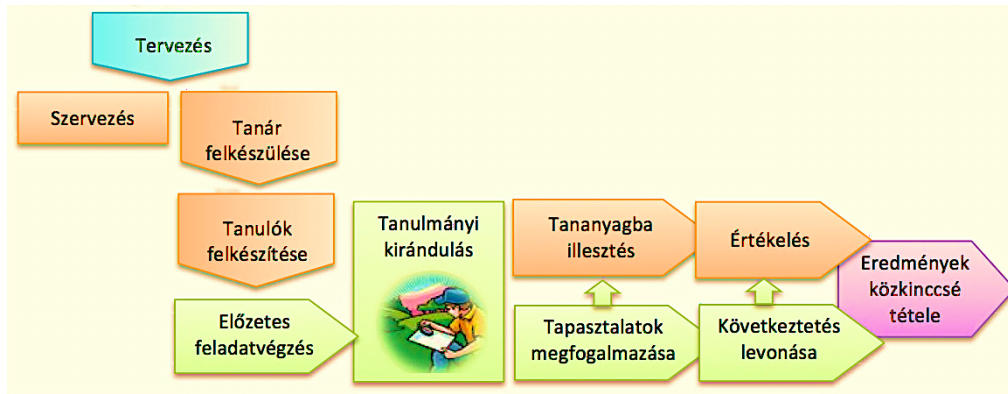 Tervezés
Szervezés
Tanár
felkészülése
Tanulók
felkészítése
Előzetes
feladatvégzés
Tanulmányi
kirándulás
Tananyagba
illesztés
Tapasztalatok
megfogalmazása
Értékelés
Következtetés
levonása
Eredmények
közkinccsé
tétele